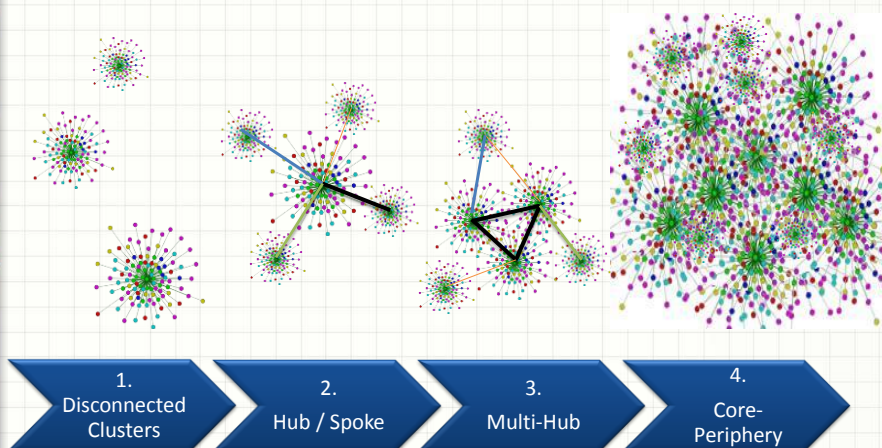 1.
Disconnected
Clusters
2.
Hub / Spoke
3.
Multi-Hub
4.
Core-
Periphery